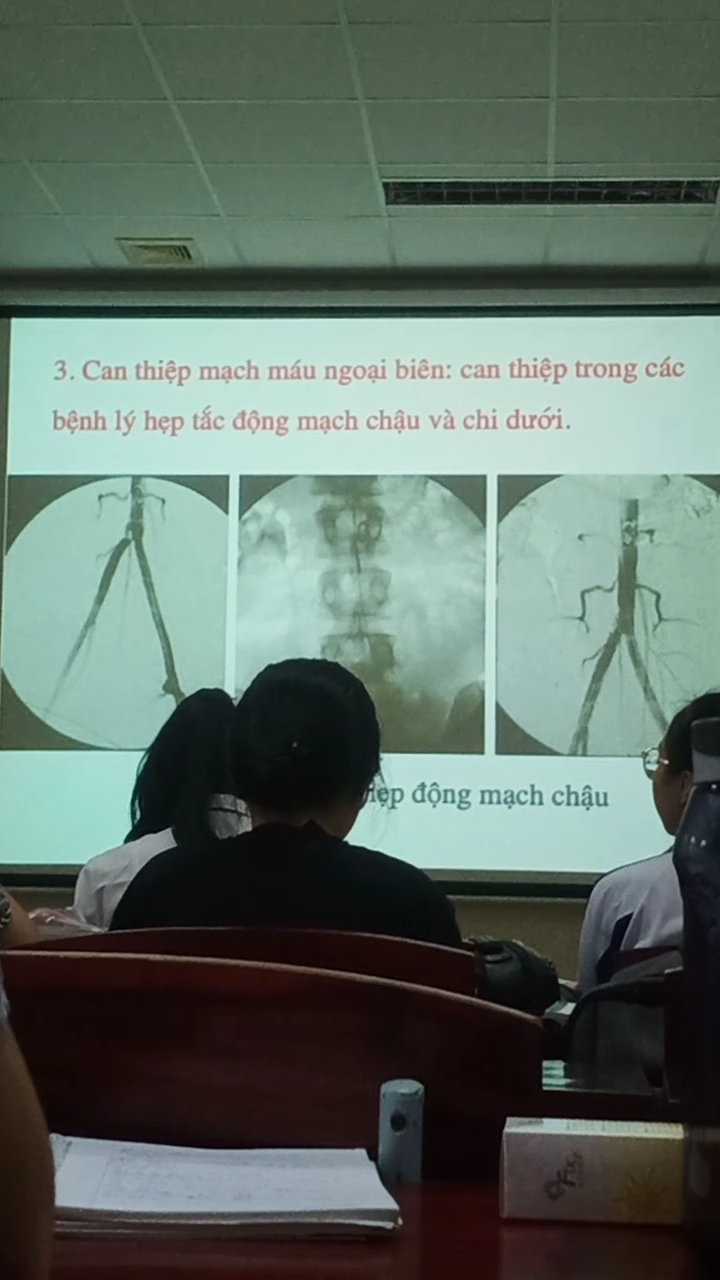 3. Can thiệp mạch máu ngoại biên: can thiệp trong các
bệnh lý hẹp tắc động mạch chậu và chi dưới.
động mạch chậu